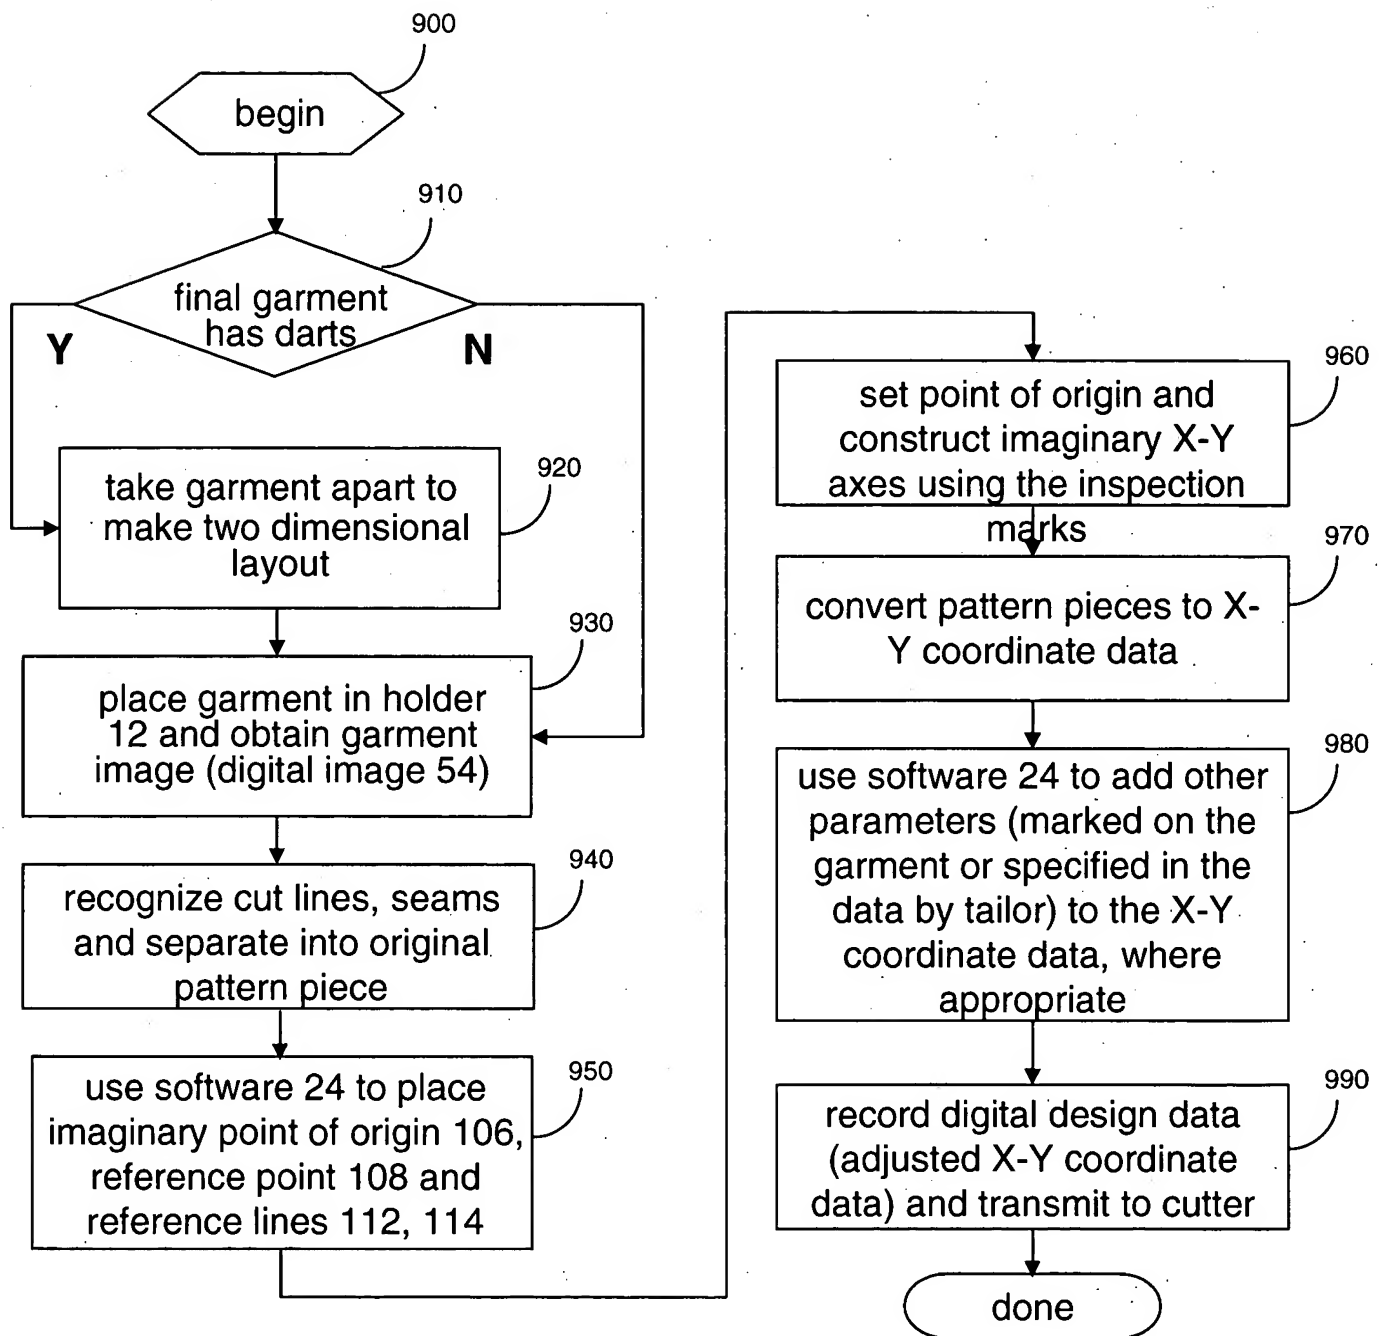 900
begin
910
final garment
has darts
Y
N
920
take garment apart to
make two dimensional
layout
930
place garment in holder
12 and obtain garment
image (digital image 54)
940
recognize cut lines, seams
and separate into original
pattern piece
950
use software 24 to place
imaginary point of origin 106,
reference point 108 and
reference lines 112, 114
960
set point of origin and
construct imaginary X-Y
axes using the inspection
marks
970
convert pattern pieces to X-
Y coordinate data
980
use software 24 to add other
parameters (marked on the
garment or specified in the
data by tailor) to the X-Y
coordinate data, where
appropriate
990
record digital design data
(adjusted X-Y coordinate
data) and transmit to cutter
done